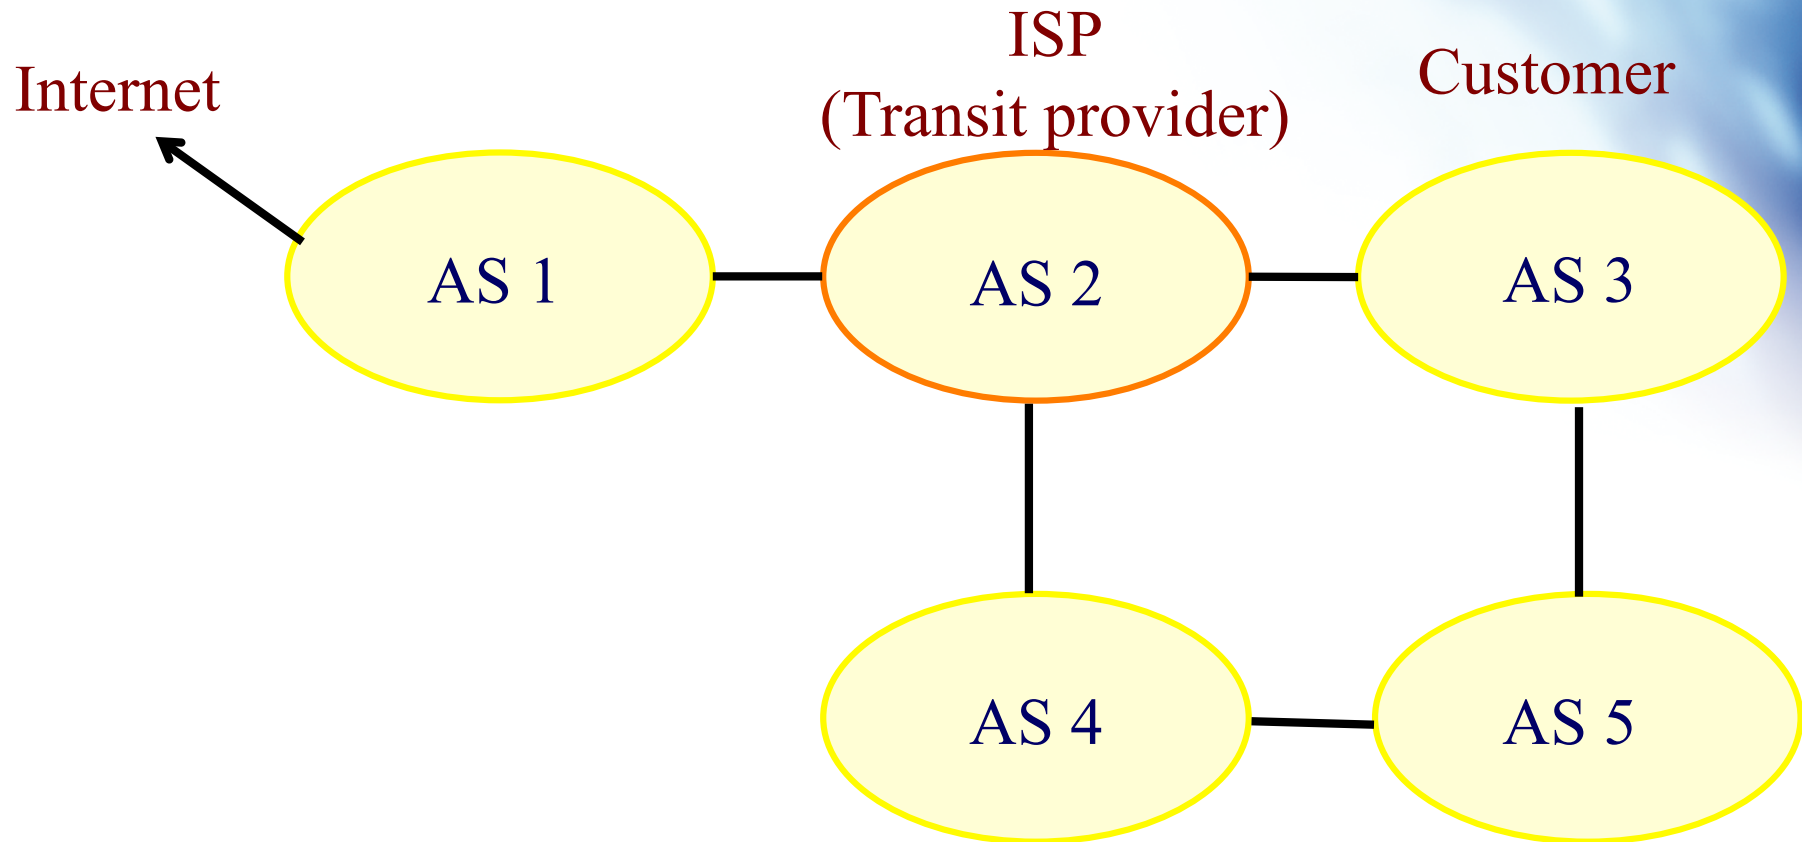 ISP
(Transit provider)
Customer
Internet
AS 1
AS 2
AS 3
AS 4
AS 5